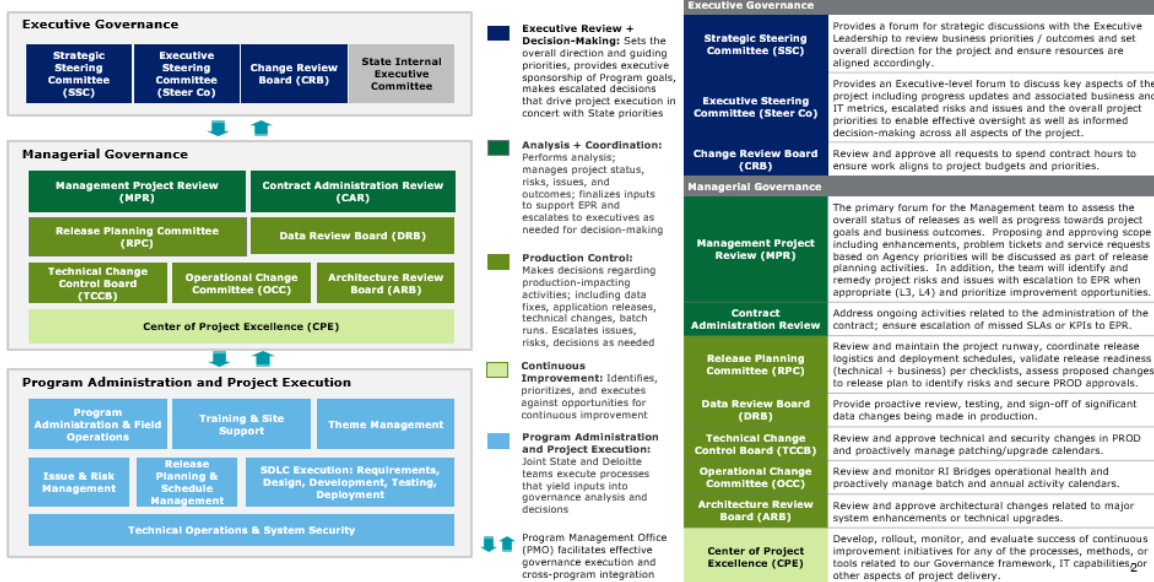 Executive Governance
Strategic
Steering
Committee
(SSC)
Executive
Steering
Committee
(Steer Co)
Change Review
Board (CRB)
State Internal
Executive
Committee
Managerial Governance
Management Project Review
(MPR)
Contract Administration Review
(CAR)
Release Planning Committee
(RPC)
Data Review Board (DRB)
Technical Change
Control Board
(TCCB)
Operational Change
Committee (OCC)
Architecture Review
Board (ARB)
Center of Project Excellence (CPE)
Program Administration and Project Execution
Program
Administration & Field
Operations
Training & Site
Support
Theme Management
Issue & Risk
Management
Release
Planning &
Schedule
Management
SDLC Execution: Requirements,
Design, Development, Testing,
Deployment
Technical Operations & System Security
Executive Review +
Decision-Making: Sets the
overall direction and guiding
priorities, provides executive
sponsorship of Program goals,
makes escalated decisions
that drive project execution in
concert with State priorities
Analysis + Coordination:
Performs analysis;
manages project status,
risks, issues, and
outcomes; finalizes inputs
to support EPR and
escalates to executives as
needed for decision-making
Production Control:
Makes decisions regarding
production-impacting
activities; including data
fixes, application releases,
technical changes, batch
runs. Escalates issues,
risks, decisions as needed
Continuous
Improvement: Identifies,
prioritizes, and executes
against opportunities for
continuous improvement
Program Administration
and Project Execution:
Joint State and Deloitte
teams execute processes
that yield inputs into
governance analysis and
decisions
Program Management Office
(PMO) facilitates effective
governance execution and
cross-program integration
Executive Governance
Strategic Steering
Committee (SSC)
Provides a forum for strategic discussions with the Executive
Leadership to review business priorities / outcomes and set
overall direction for the project and ensure resources are
aligned accordingly.
Executive Steering
Committee (Steer Co)
Provides an Executive-level forum to discuss key aspects of the
project including progress updates and associated business and
IT metrics, escalated risks and issues and the overall project
priorities to enable effective oversight as well as informed
decision-making across all aspects of the project.
Change Review Board
(CRB)
Review and approve all requests to spend contract hours to
ensure work aligns to project budgets and priorities.
Managerial Governance
Management Project
Review (MPR)
The primary forum for the Management team to assess the
overall status of releases as well as progress towards project
goals and business outcomes. Proposing and approving scope
including enhancements, problem tickets and service requests
based on Agency priorities will be discussed as part of release
planning activities. In addition, the team will identify and
remedy project risks and issues with escalation to EPR when
appropriate (L3, L4) and prioritize improvement opportunities.
Contract
Administration Review
Address ongoing activities related to the administration of the
contract; ensure escalation of missed SLAs or KPIs to EPR.
Release Planning
Committee (RPC)
Review and maintain the project runway, coordinate release
logistics and deployment schedules, validate release readiness
(technical + business) per checklists, assess proposed changes
to release plan to identify risks and secure PROD approvals.
Data Review Board
(DRB)
Provide proactive review, testing, and sign-off of significant
data changes being made in production.
Technical Change
Control Board (TCCB)
Review and approve technical and security changes in PROD
and proactively manage patching/upgrade calendars.
Operational Change
Committee (OCC)
Review and monitor RI Bridges operational health and
proactively manage batch and annual activity calendars.
Architecture Review
Board (ARB)
Review and approve architectural changes related to major
system enhancements or technical upgrades.
Center of Project
Excellence (CPE)
Develop, rollout, monitor, and evaluate success of continuous
improvement initiatives for any of the processes, methods, or
tools related to our Governance framework, IT capabilities, or
other aspects of project delivery.
2